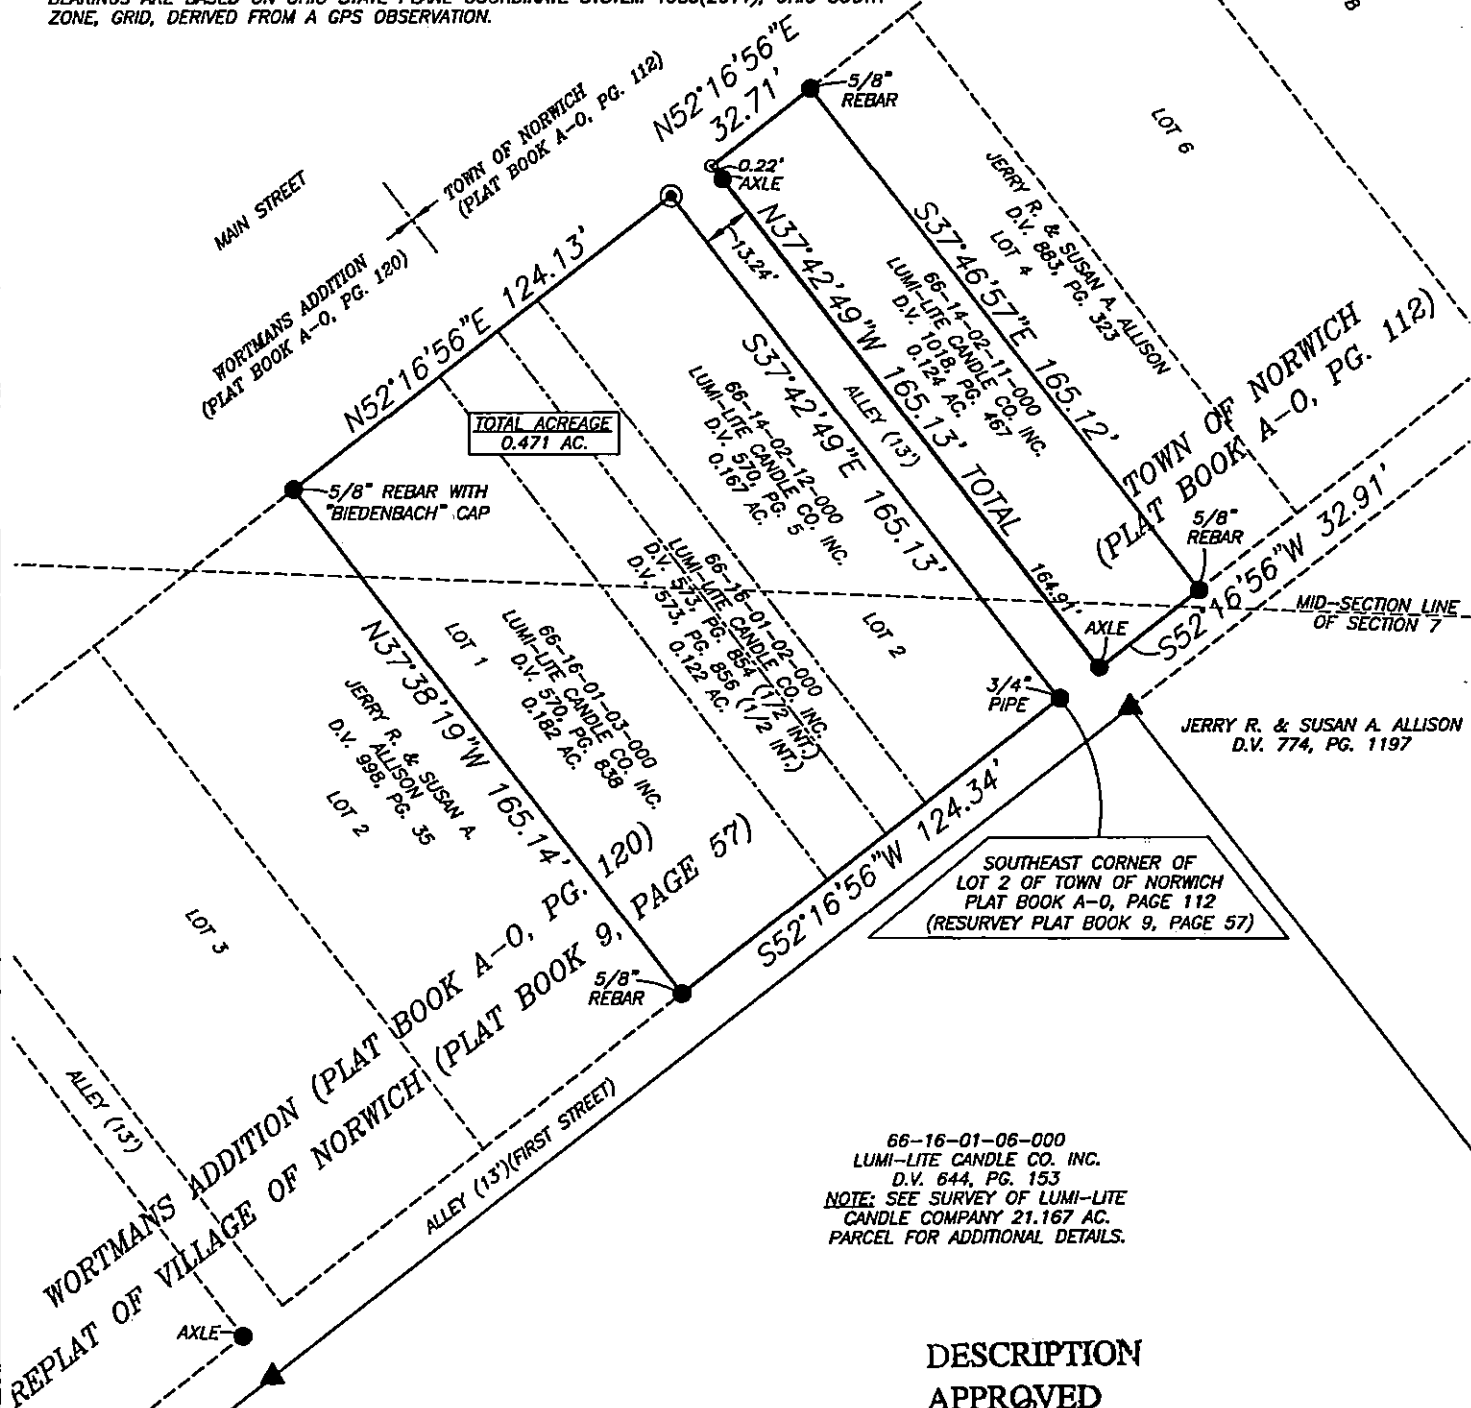 ZONE, GRID, DERIVED FROM A GPS OBSERVATION.
N52°16'56"E
32.71'
5/8"
REBAR
TOWN OF NORWICH
(PLAT BOOK A-O, PG. 112)
MAIN STREET
WORTMANS ADDITION
(PLAT BOOK A-O, PG. 120)
0.22'
AXLE
LOT 6
JERRY R. & SUSAN A. ALLISON
D.V. 883, PG. 323
LOT 4
N52°16'56"E 124.13'
13.24'
N37°42'49"W 165.13' TOTAL
66-14-02-11-000
LUMI-LITE CANDLE CO. INC.
D.V. 1018, PG. 467
0.124 AC.
S37°46'57"E 165.12'
TOWN OF NORWICH
(PLAT BOOK A-O, PG. 112)
TOTAL ACREAGE
0.471 AC.
S37°42'49"E 165.13'
ALLEY (13')
66-14-02-12-000
LUMI-LITE CANDLE CO. INC.
D.V. 570, PG. 5
0.167 AC.
5/8" REBAR WITH
"BIEDENBACH" CAP
5/8"
REBAR
S52°16'56"W 32.91'
164.91'
AXLE
MID-SECTION LINE
OF SECTION 7
66-16-01-02-000
LUMI-LITE CANDLE CO. INC.
D.V. 573, PG. 854 (1/2 INT.)
D.V. 573, PG. 856 (1/2 INT.)
0.122 AC.
LOT 2
LOT 1
66-16-01-03-000
LUMI-LITE CANDLE CO. INC.
D.V. 570, PG. 838
0.182 AC.
N37°38'19"W 165.14'
JERRY R. & SUSAN A.
ALLISON
D.V. 998, PG. 35
LOT 2
3/4"
PIPE
JERRY R. & SUSAN A. ALLISON
D.V. 774, PG. 1197
S52°16'56"W 124.34'
SOUTHEAST CORNER OF
LOT 2 OF TOWN OF NORWICH
PLAT BOOK A-O, PAGE 112
(RESURVEY PLAT BOOK 9, PAGE 57)
LOT 3
5/8"
REBAR
WORTMANS ADDITION (PLAT BOOK A-O, PG. 120)
REPLAT OF VILLAGE OF NORWICH (PLAT BOOK 9, PAGE 57)
ALLEY (13')
ALLEY (13')(FIRST STREET)
AXLE
66-16-01-06-000
LUMI-LITE CANDLE CO. INC.
D.V. 644, PG. 153
NOTE: SEE SURVEY OF LUMI-LITE
CANDLE COMPANY 21.167 AC.
PARCEL FOR ADDITIONAL DETAILS.
DESCRIPTION
APPROVED